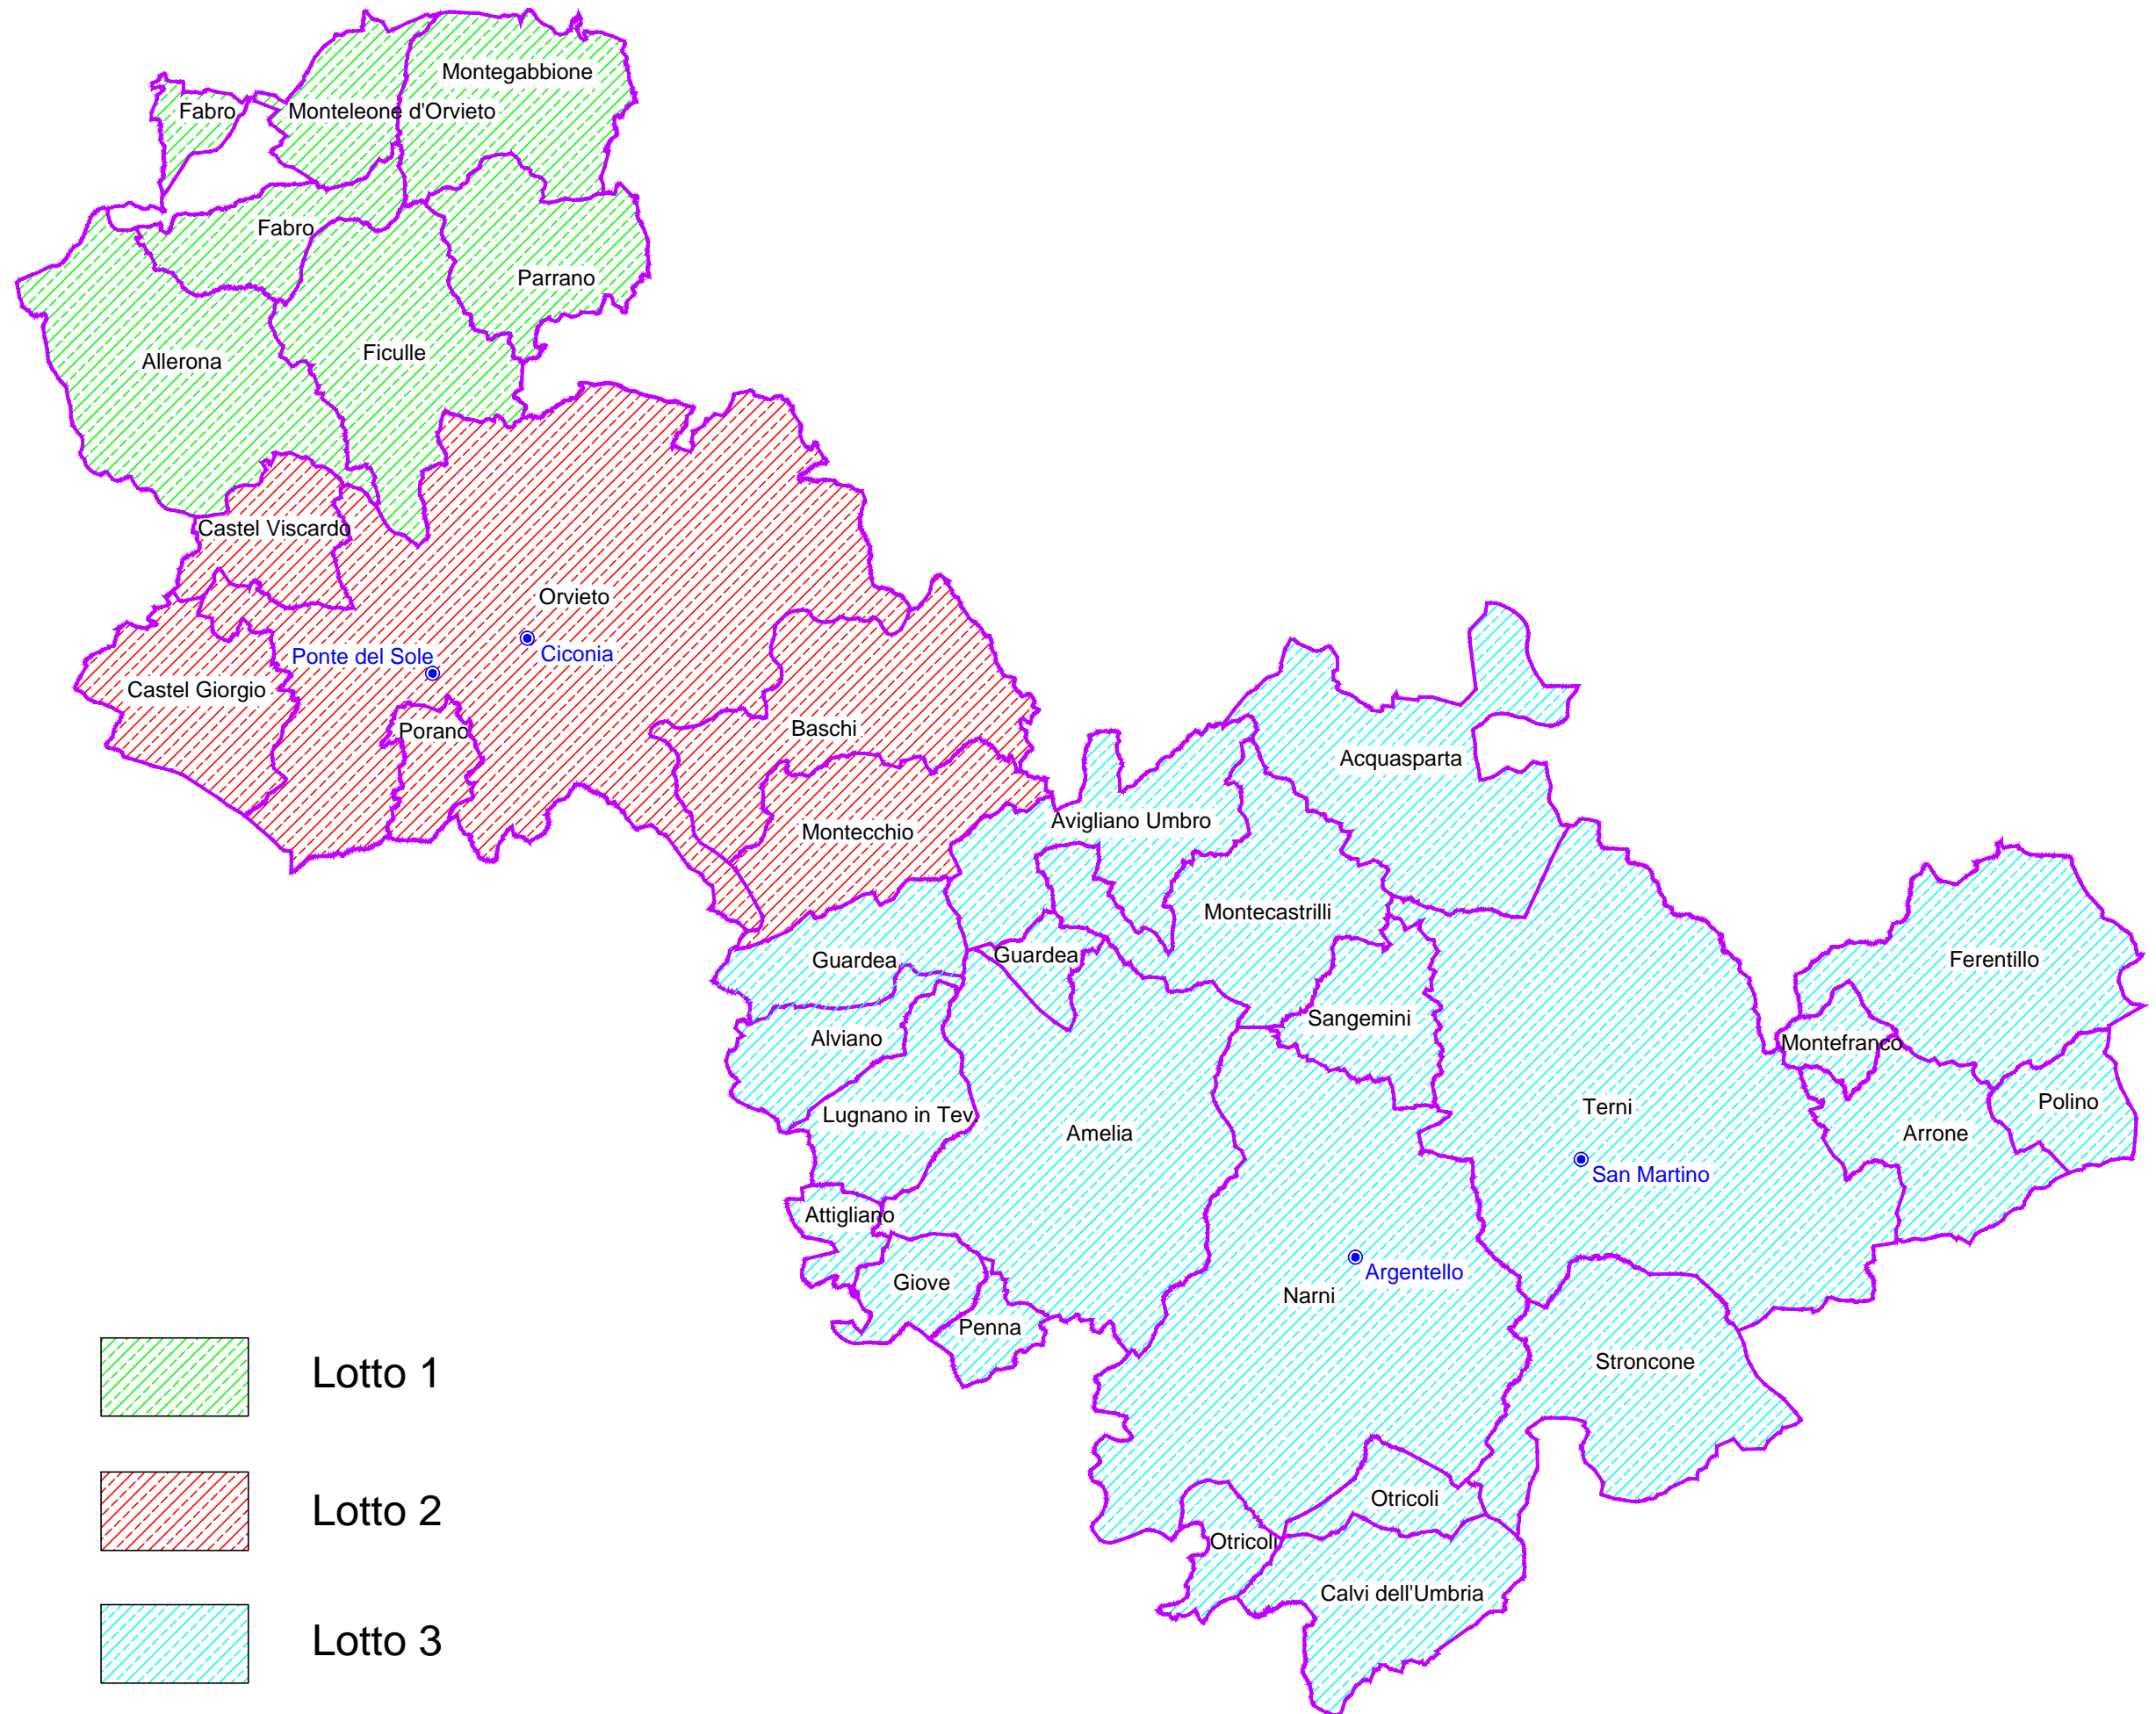 Montegabbione
Fabro
Monteleone d'Orvieto
Fabro
Parrano
Ficulle
Allerona
Castel Viscardo
Orvieto
Ciconia
Ponte del Sole
Castel Giorgio
Porano
Baschi
Acquasparta
Avigliano Umbro
Montecchio
Montecastrilli
Guardea
Guardea
Ferentillo
Sangemini
Alviano
Montefranco
Polino
Terni
Lugnano in Tev.
Amelia
Arrone
San Martino
Attigliano
Argentello
Giove
Narni
Penna
Stroncone
Lotto 1
Otricoli
Lotto 2
Otricoli
Calvi dell'Umbria
Lotto 3